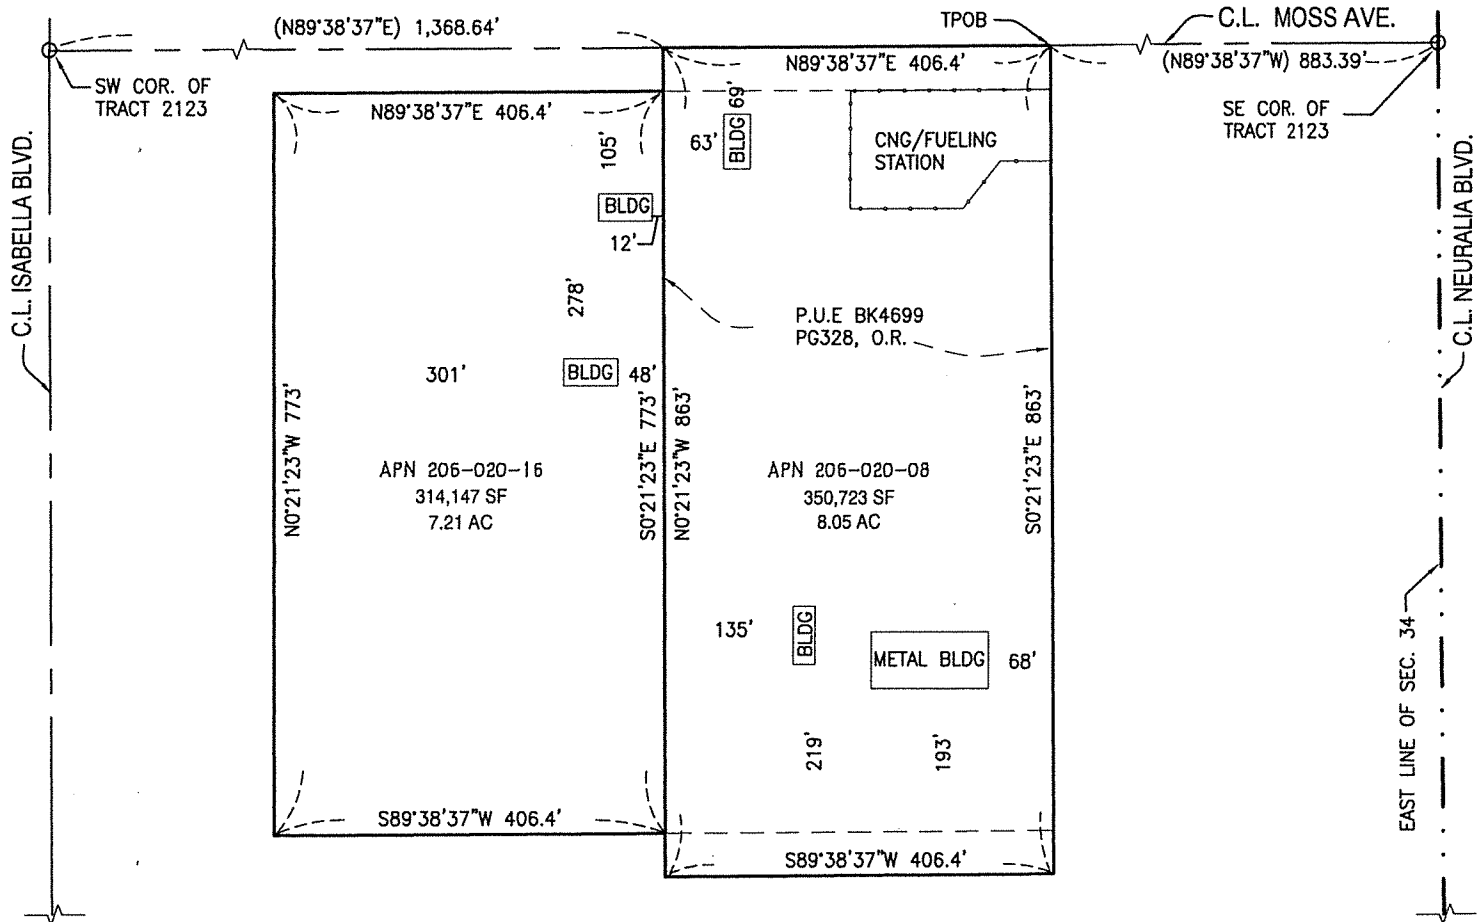 (N89°38'37"E) 1,368.64'
TPOB
C.L. MOSS AVE.
N89°38'37"E 406.4'
(N89°38'37"W) 883.39'
SW COR. OF
TRACT 2123
SE COR. OF
TRACT 2123
N89°38'37"E 406.4'
69'
CNG/FUELING
STATION
105'
63'
BLDG
C.L. ISABELLA BLVD.
C.L. NEURALIA BLVD.
BLDG
12'
278'
P.U.E BK4699
PG328, O.R.
301'
BLDG
48'
N0°21'23"W 773'
S0°21'23"E 773'
N0°21'23"W 863'
S0°21'23"E 863'
APN 206-020-16
314,147 SF
7.21 AC
APN 206-020-08
350,723 SF
8.05 AC
135'
BLDG
METAL BLDG
68'
EAST LINE OF SEC. 34
219'
193'
S89°38'37"W 406.4'
S89°38'37"W 406.4'